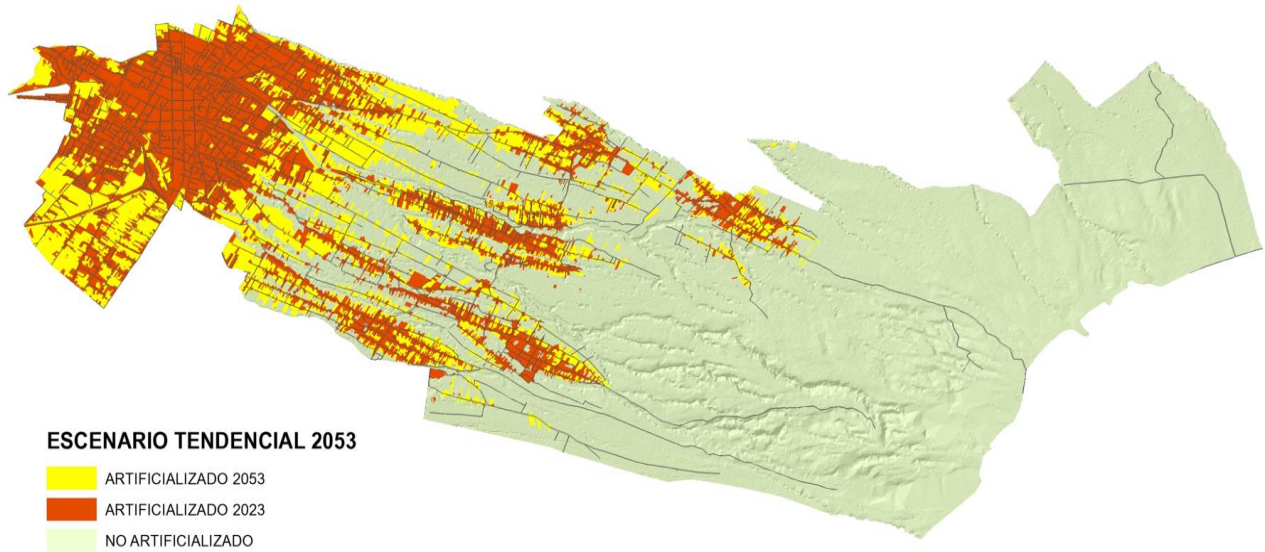 ESCENARIO TENDENCIAL 2053
ARTIFICIALIZADO 2053
ARTIFICIALIZADO 2023
NO ARTIFICIALIZADO